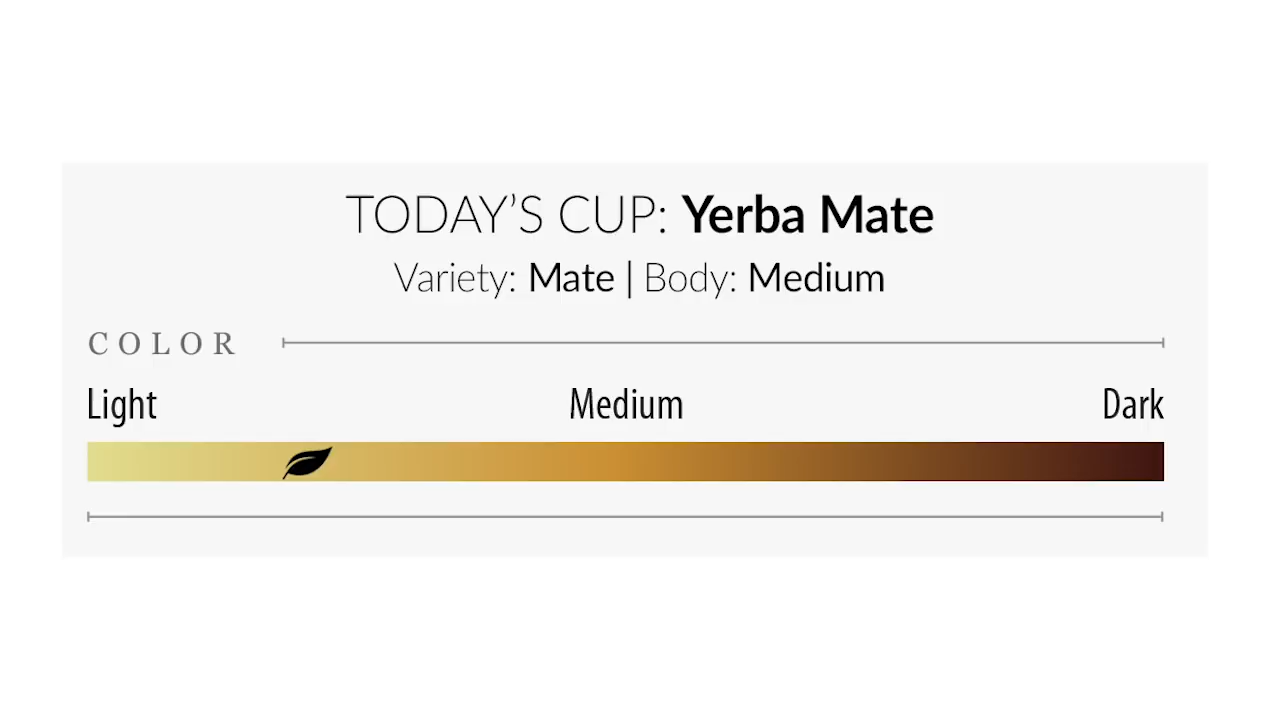 TODAY’S CUP: Yerba Mate
Variety: Mate | Body: Medium
COLOR
Light Medium Dark